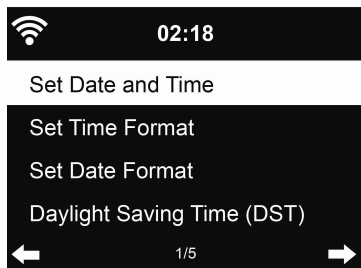 02:18
Set Date and Time
Set Time Format
Set Date Format
Daylight Saving Time (DST)
1/5